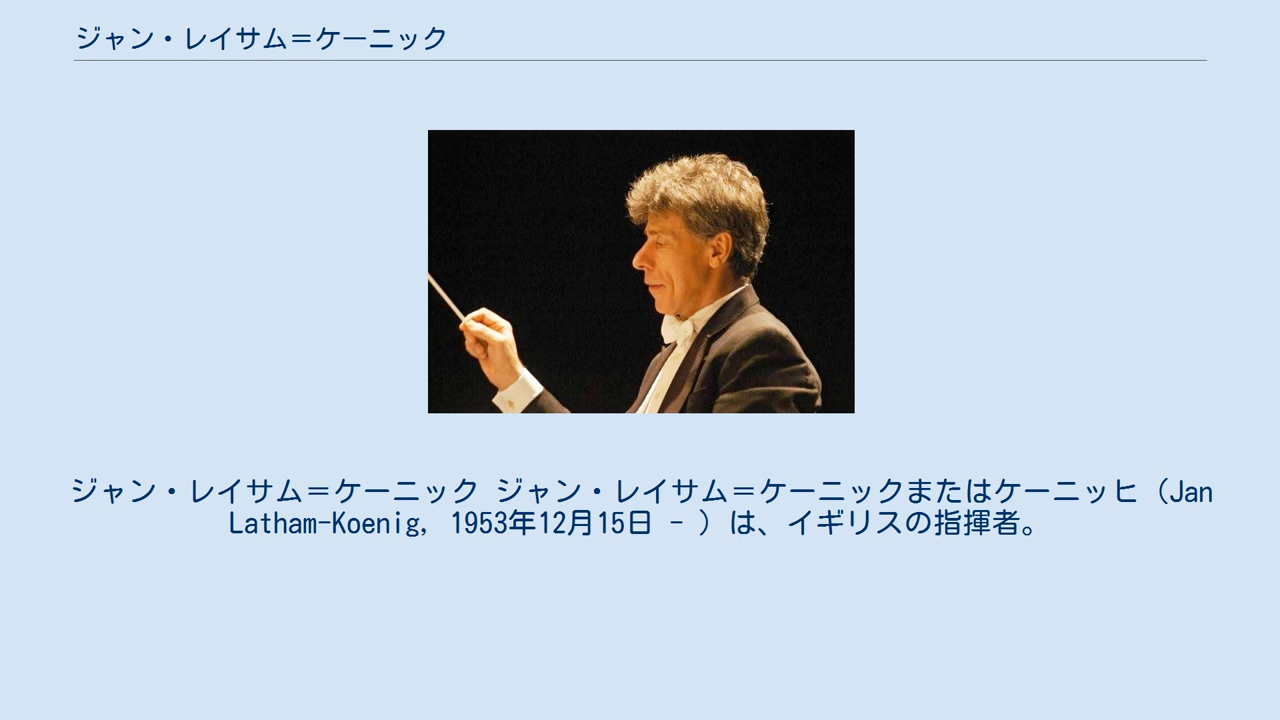 ジャン・レイサム＝ケーニック
ジャン・レイサム＝ケーニック ジャン・レイサム＝ケーニックまたはケーニッヒ（Jan
Latham-Koenig, 1953年12月15日 - ）は、イギリスの指揮者。